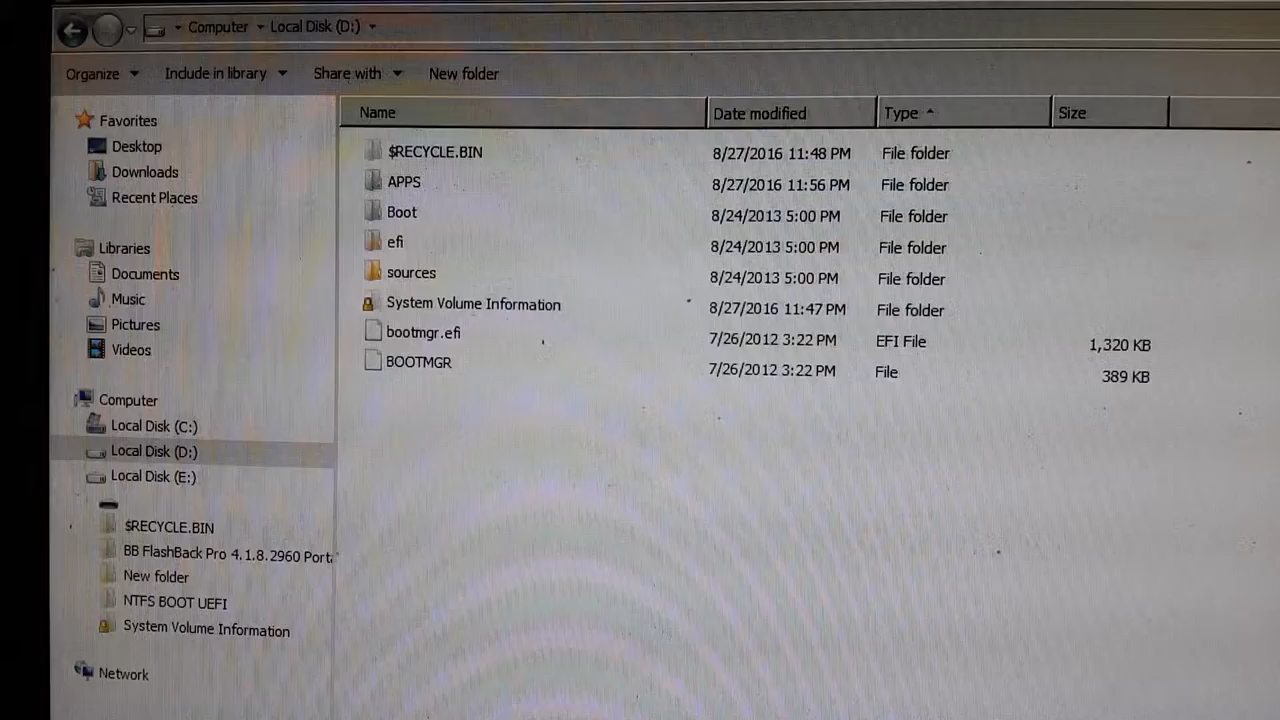 Computer Local Disk (D:)
Organize Include in library Share with New folder
Name Date modified Type Size
Favorites
Desktop
Downloads
Recent Places
Libraries
Documents
Music
Pictures
Videos
Computer
Local Disk (C:)
Local Disk (D:)
Local Disk (E:)
$RECYCLE.BIN
BB FlashBack Pro 4.1.8.2960 Porta
New folder
NTFS BOOT UEFI
System Volume Information
Network
$RECYCLE.BIN 8/27/2016 11:48 PM File folder
APPS 8/27/2016 11:56 PM File folder
Boot 8/24/2013 5:00 PM File folder
efi 8/24/2013 5:00 PM File folder
sources 8/24/2013 5:00 PM File folder
System Volume Information 8/27/2016 11:47 PM File folder
bootmgr.efi 7/26/2012 3:22 PM EFI File 1,320 KB
BOOTMGR 7/26/2012 3:22 PM File 389 KB